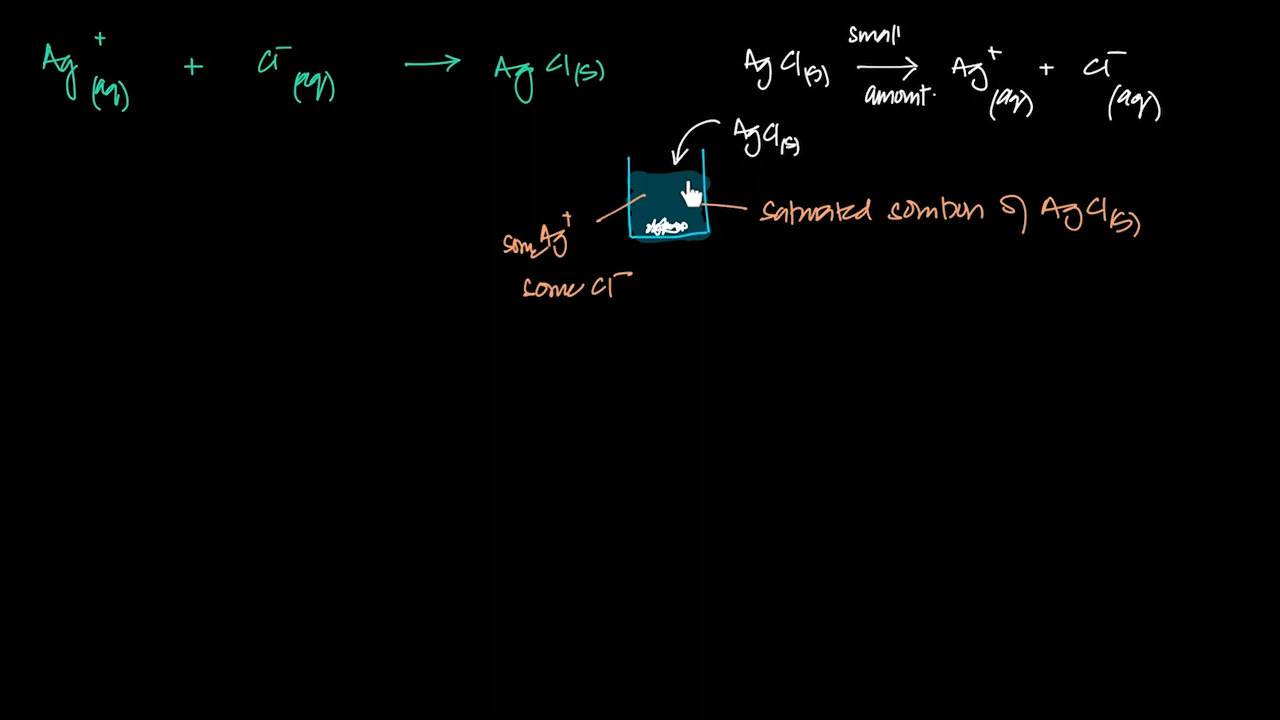 Ag⁺(aq) + Cl⁻(aq) ⟶ AgCl(s)
AgCl(s) ⟶ Ag⁺(aq) + Cl⁻(aq)
small
amount.
AgCl(s)
saturated solution of AgCl(s)
some Ag⁺
some Cl⁻